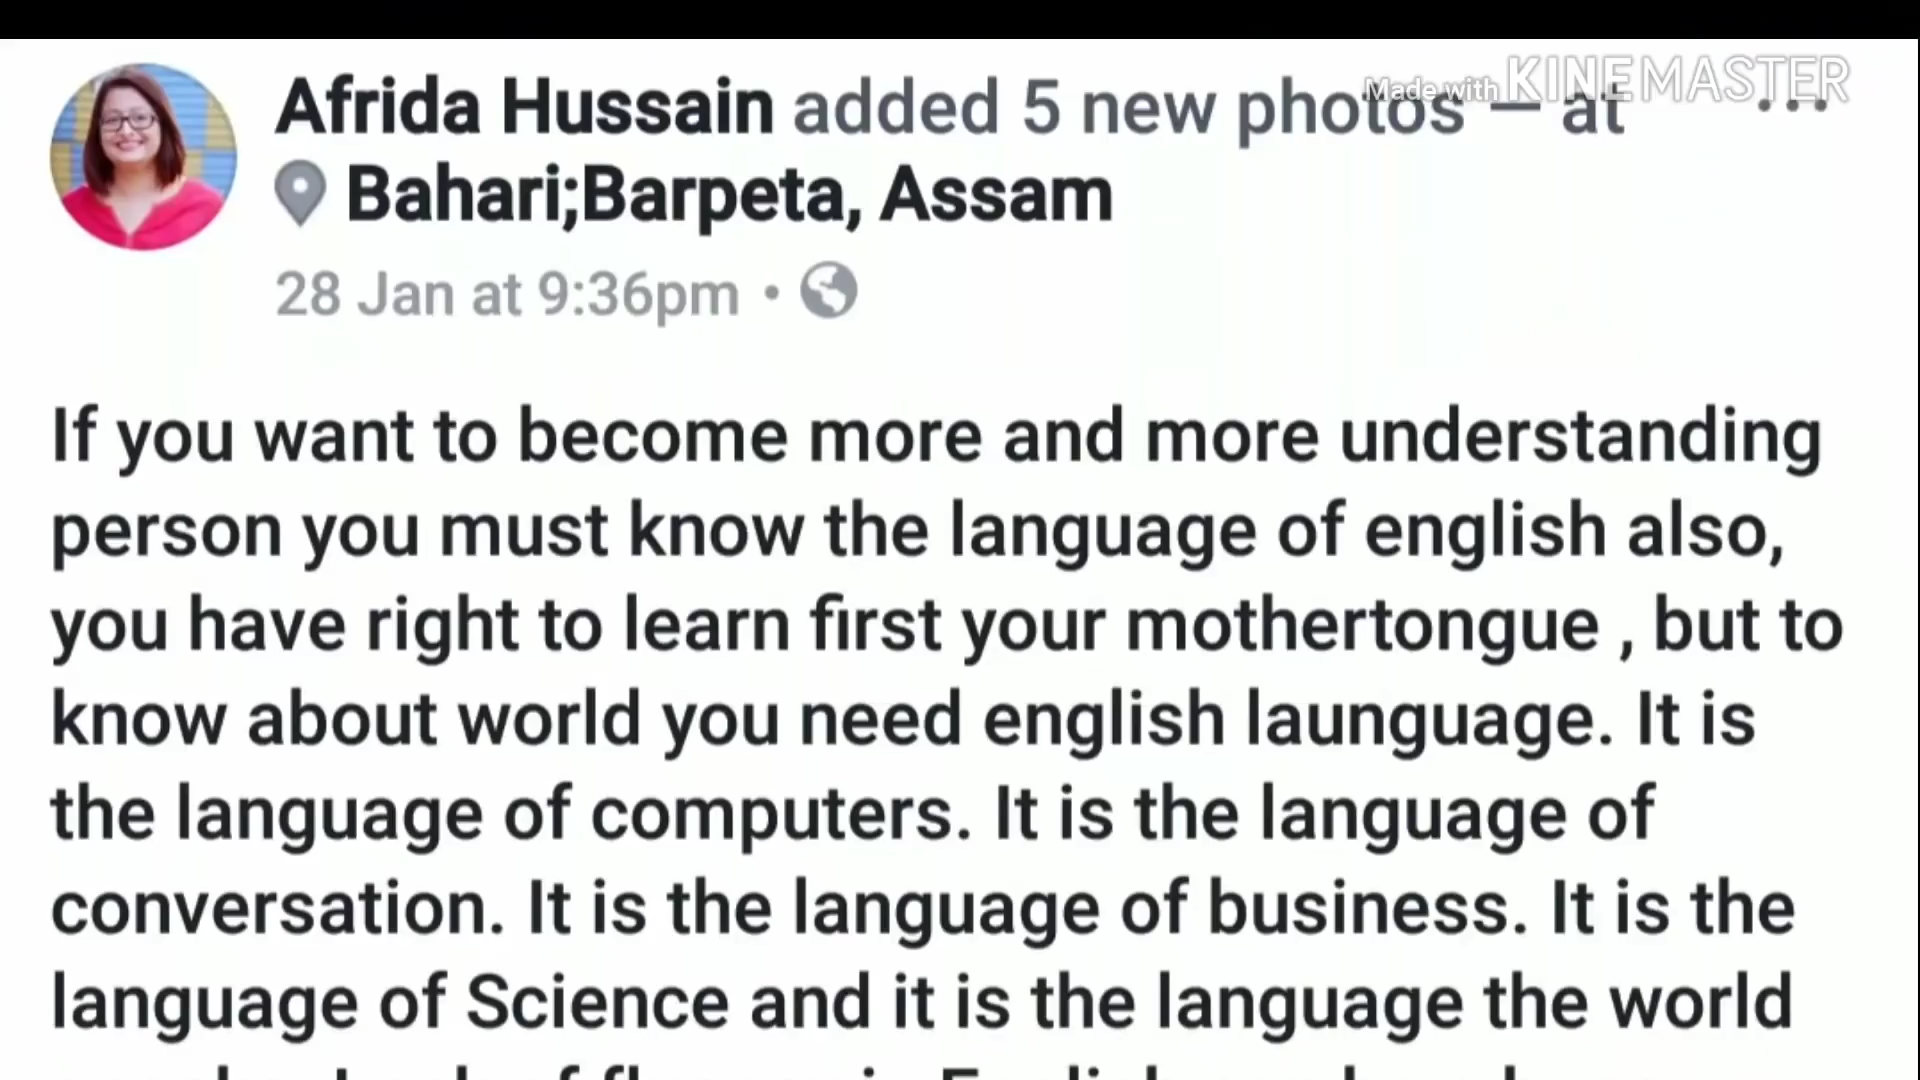 Afrida Hussain added 5 new photos — at
Made with KINEMASTER
Bahari;Barpeta, Assam
28 Jan at 9:36pm
If you want to become more and more understanding
person you must know the language of english also,
you have right to learn first your mothertongue , but to
know about world you need english launguage. It is
the language of computers. It is the language of
conversation. It is the language of business. It is the
language of Science and it is the language the world